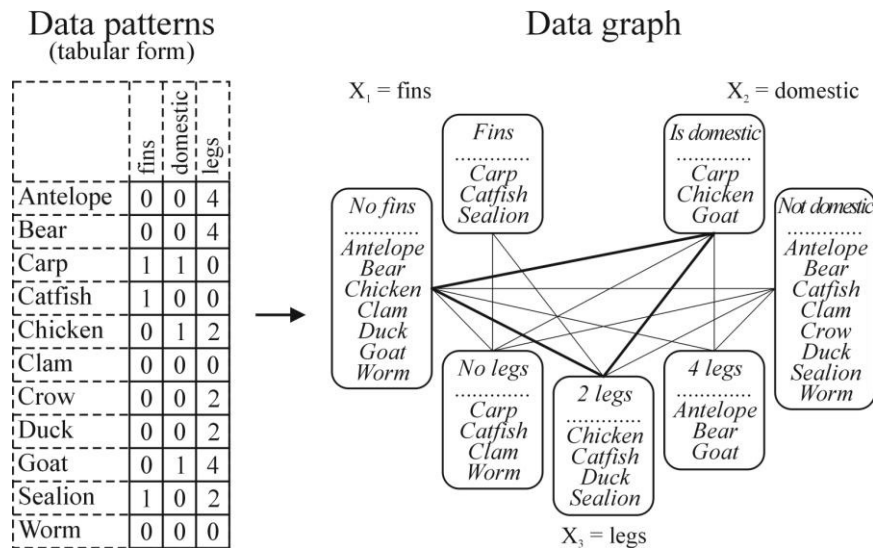 Data patterns
(tabular form)
fins domestic legs
Antelope 0 0 4
Bear 0 0 4
Carp 1 1 0
Catfish 1 0 0
Chicken 0 1 2
Clam 0 0 0
Crow 0 0 2
Duck 0 0 2
Goat 0 1 4
Sealion 1 0 2
Worm 0 0 0
Data graph
X₁ = fins
X₂ = domestic
No fins
.............
Antelope
Bear
Chicken
Clam
Duck
Goat
Worm
Fins
.............
Carp
Catfish
Sealion
Is domestic
.............
Carp
Chicken
Goat
Not domestic
.............
Antelope
Bear
Catfish
Clam
Crow
Duck
Sealion
Worm
No legs
.............
Carp
Catfish
Clam
Worm
2 legs
.............
Chicken
Catfish
Duck
Sealion
4 legs
.............
Antelope
Bear
Goat
X₃ = legs